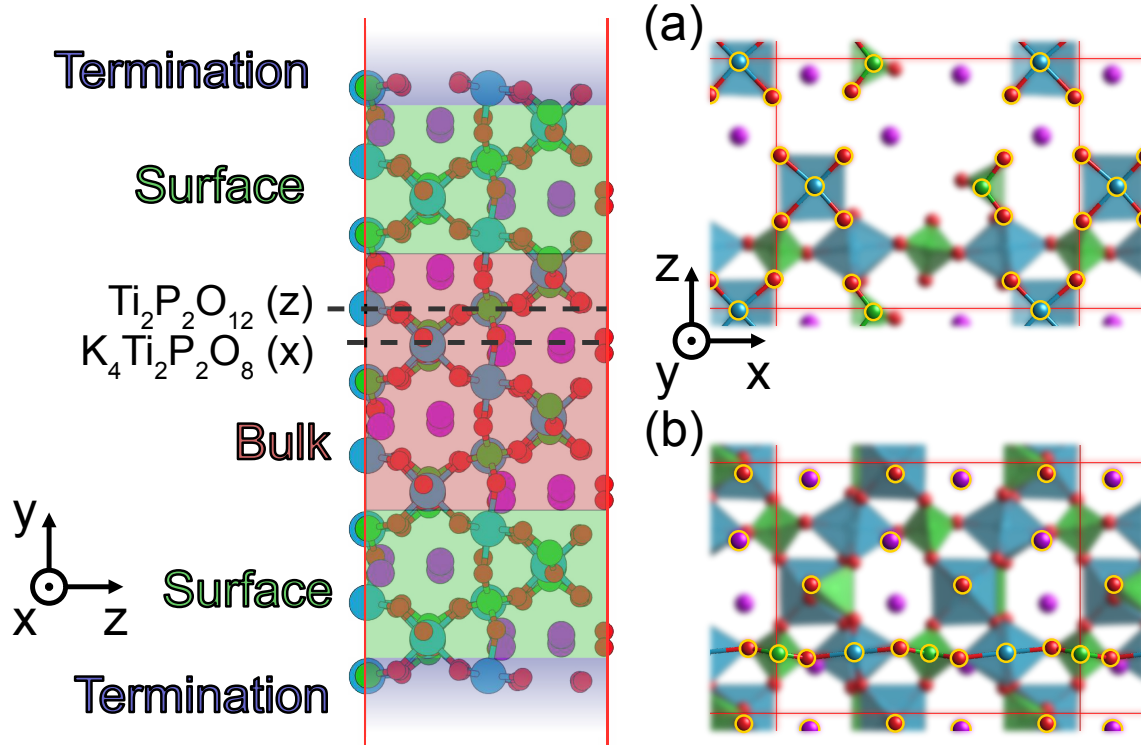 Termination
Surface
Ti₂P₂O₁₂ (z)
K₄Ti₂P₂O₈ (x)
Bulk
y
x
z
Surface
Termination
(a)
z
y
x
(b)